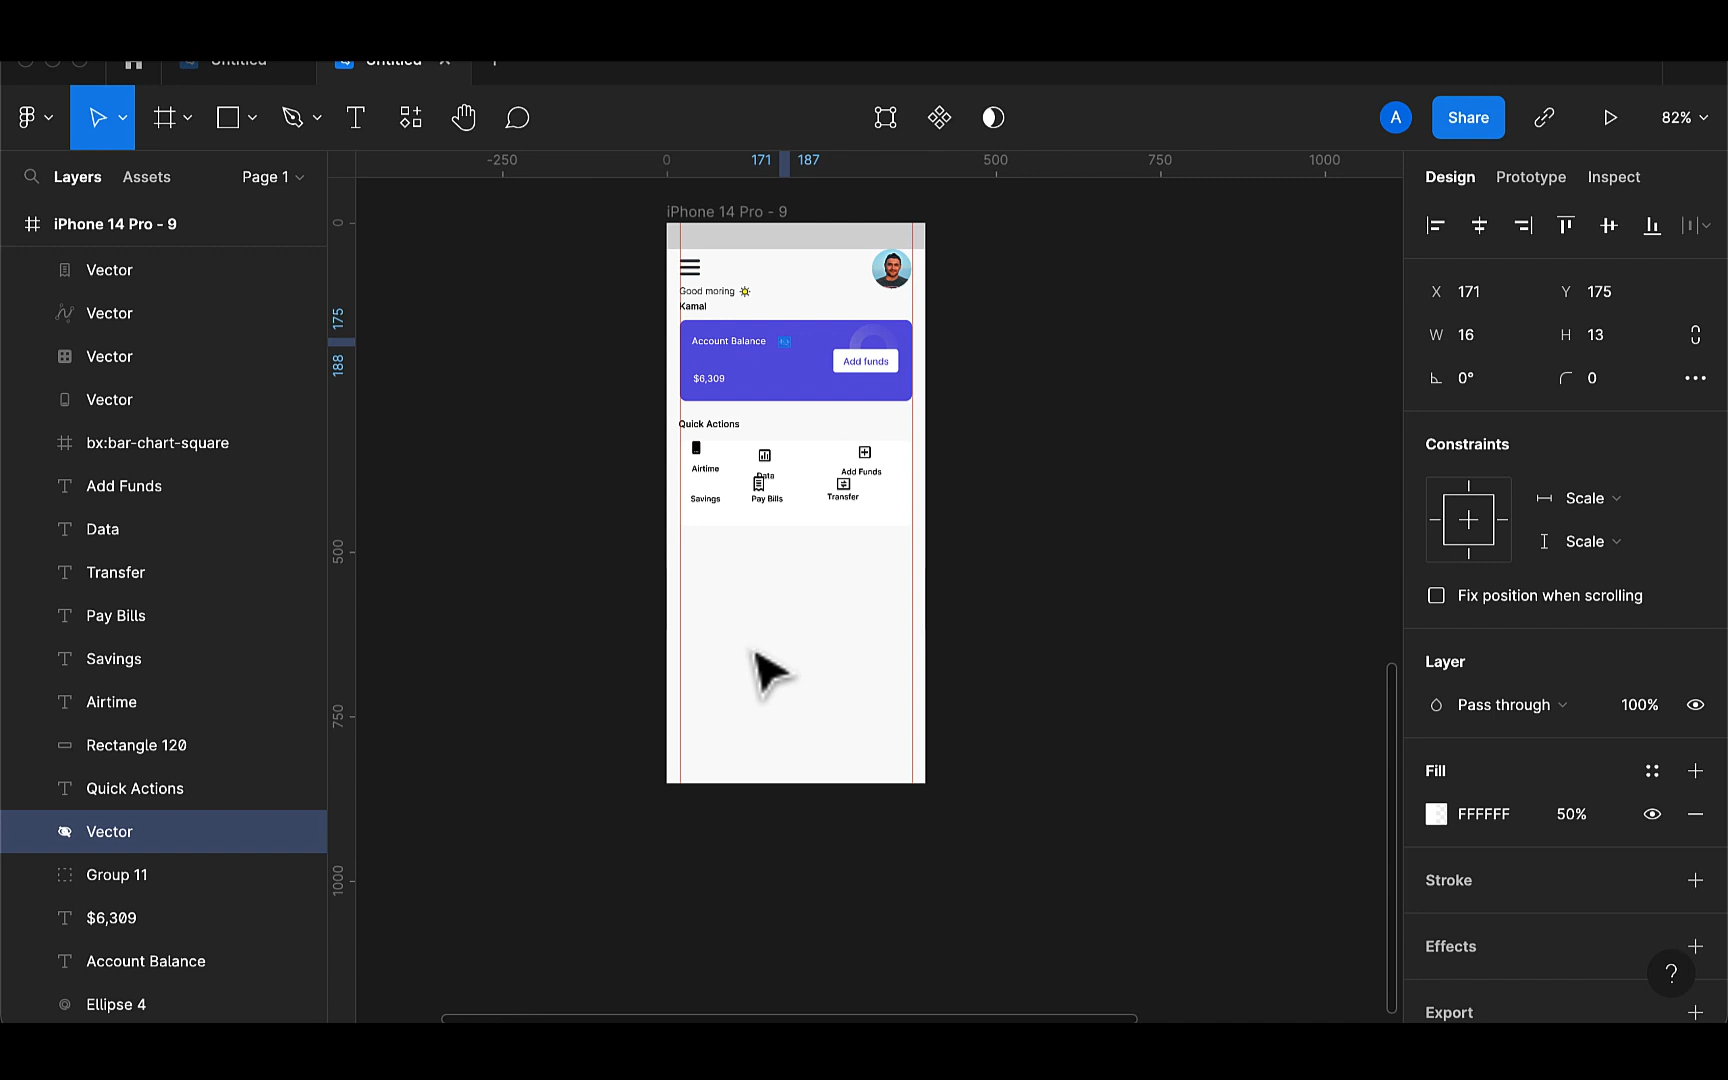 Untitled
Untitled
A
Share
82%
Layers
Assets
Page 1
-250
0
171
187
500
750
1000
Design
Prototype
Inspect
iPhone 14 Pro - 9
Vector
Vector
Vector
Vector
bx:bar-chart-square
Add Funds
Data
Transfer
Pay Bills
Savings
Airtime
Rectangle 120
Quick Actions
Vector
Group 11
$6,309
Account Balance
Ellipse 4
0
175
188
500
750
1000
iPhone 14 Pro - 9
Good moring
Kamal
Account Balance
Add funds
$6,309
Quick Actions
Airtime
Data
Add Funds
Savings
Pay Bills
Transfer
X 171
Y 175
W 16
H 13
0°
0
Constraints
Scale
Scale
Fix position when scrolling
Layer
Pass through
100%
Fill
FFFFFF
50%
Stroke
Effects
?
Export